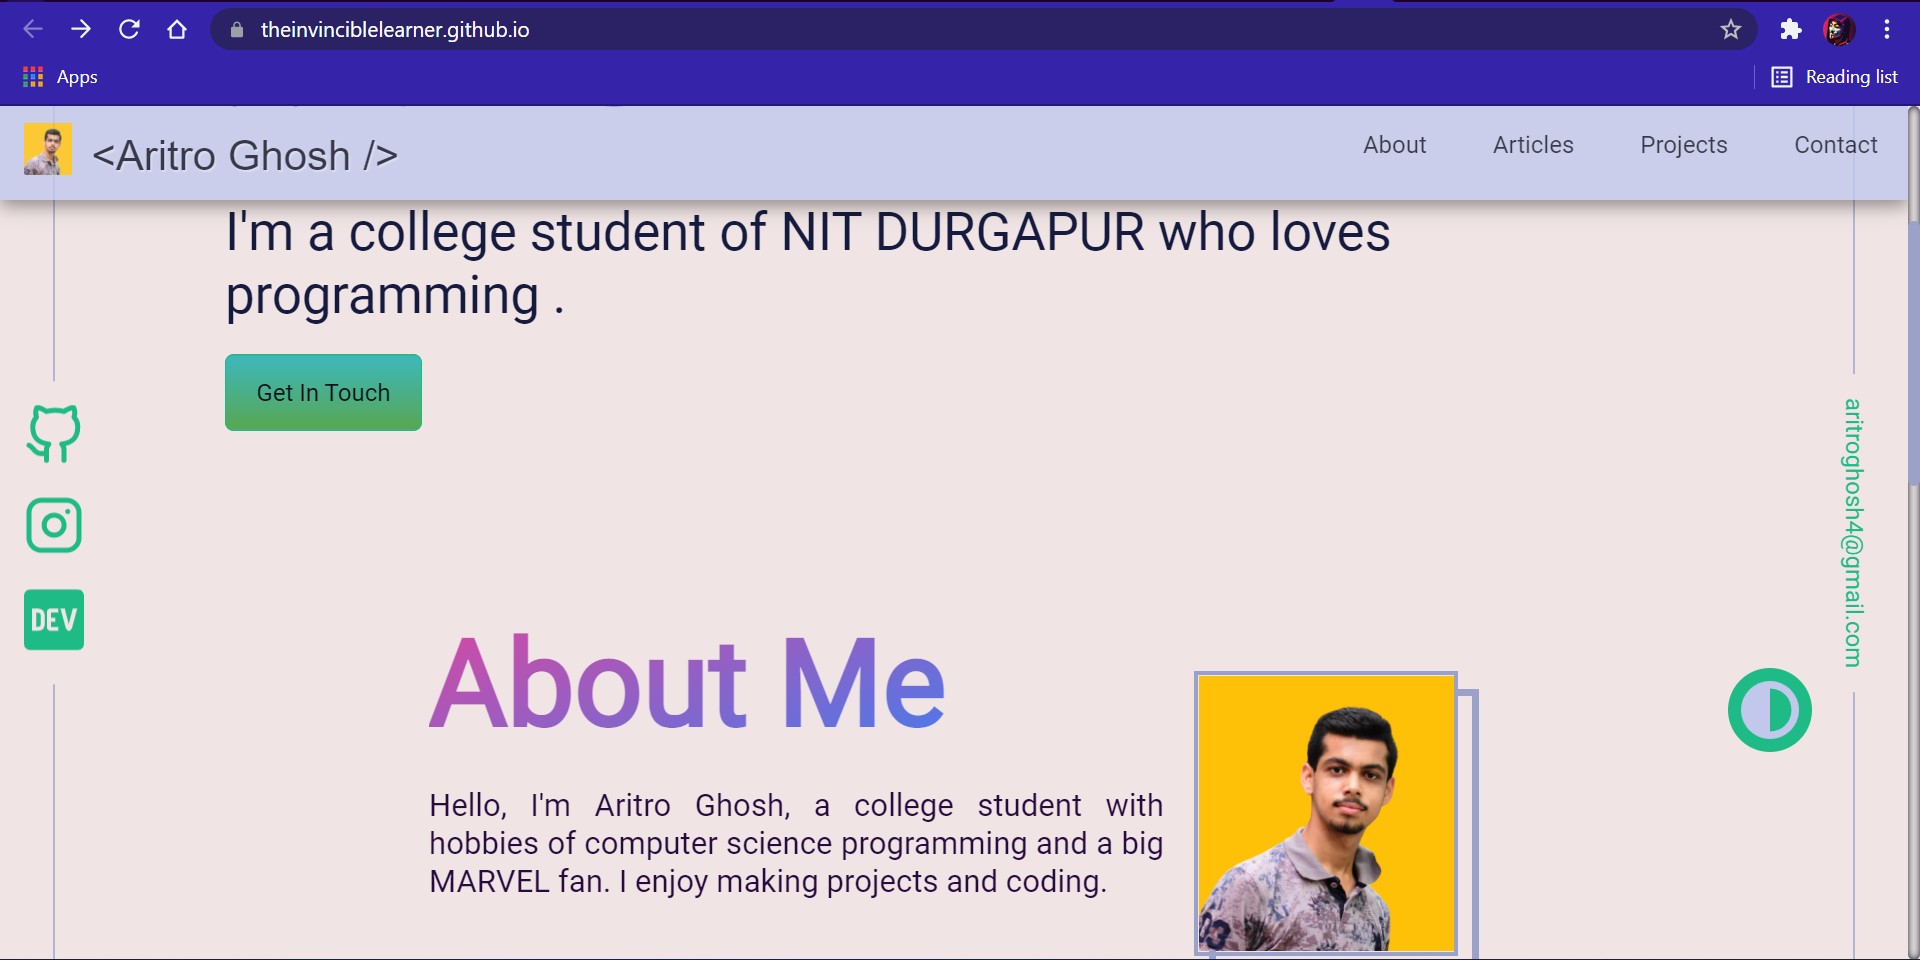 theinvinciblelearner.github.io
Apps
Reading list
<Aritro Ghosh />
About
Articles
Projects
Contact
I'm a college student of NIT DURGAPUR who loves
programming .
Get In Touch
DEV
aritroghosh4@gmail.com
About Me
Hello, I'm Aritro Ghosh, a college student with
hobbies of computer science programming and a big
MARVEL fan. I enjoy making projects and coding.